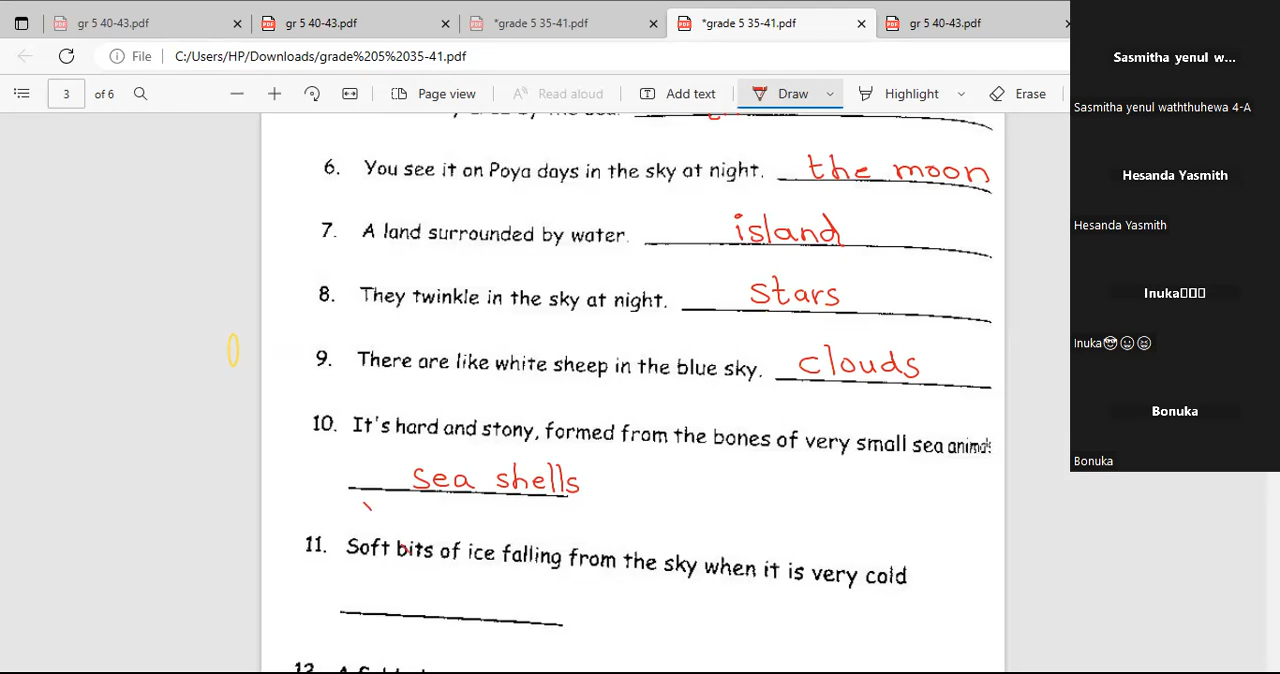 gr 5 40-43.pdf gr 5 40-43.pdf *grade 5 35-41.pdf *grade 5 35-41.pdf gr 5 40-43.pdf
File C:/Users/HP/Downloads/grade%205%2035-41.pdf
3 of 6 Page view Read aloud Add text Draw Highlight Erase
6. You see it on Poya days in the sky at night. the moon
7. A land surrounded by water. island
8. They twinkle in the sky at night. stars
9. There are like white sheep in the blue sky. clouds
10. It's hard and stony, formed from the bones of very small sea animals
sea shells
11. Soft bits of ice falling from the sky when it is very cold
Sasmitha yenul w...
Sasmitha yenul waththuhewa 4-A
Hesanda Yasmith
Hesanda Yasmith
Inuka
Inuka😎😐😖
Bonuka
Bonuka